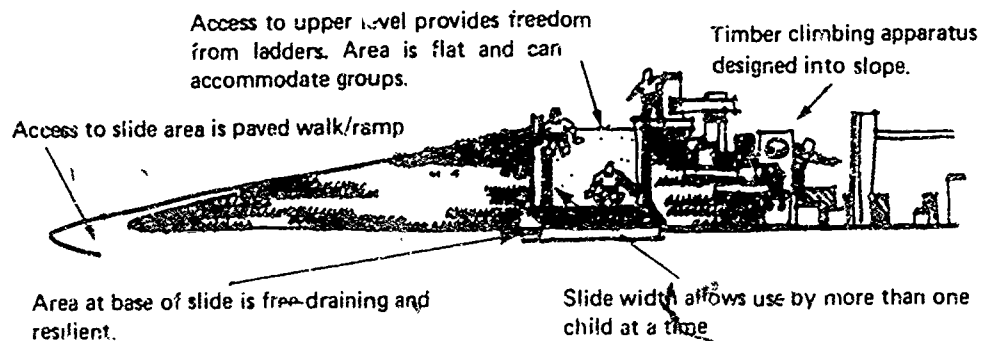 Access to upper level provides freedom
from ladders. Area is flat and can
accommodate groups.
Timber climbing apparatus
designed into slope.
Access to slide area is paved walk/ramp
Area at base of slide is free-draining and
resilient.
Slide width allows use by more than one
child at a time